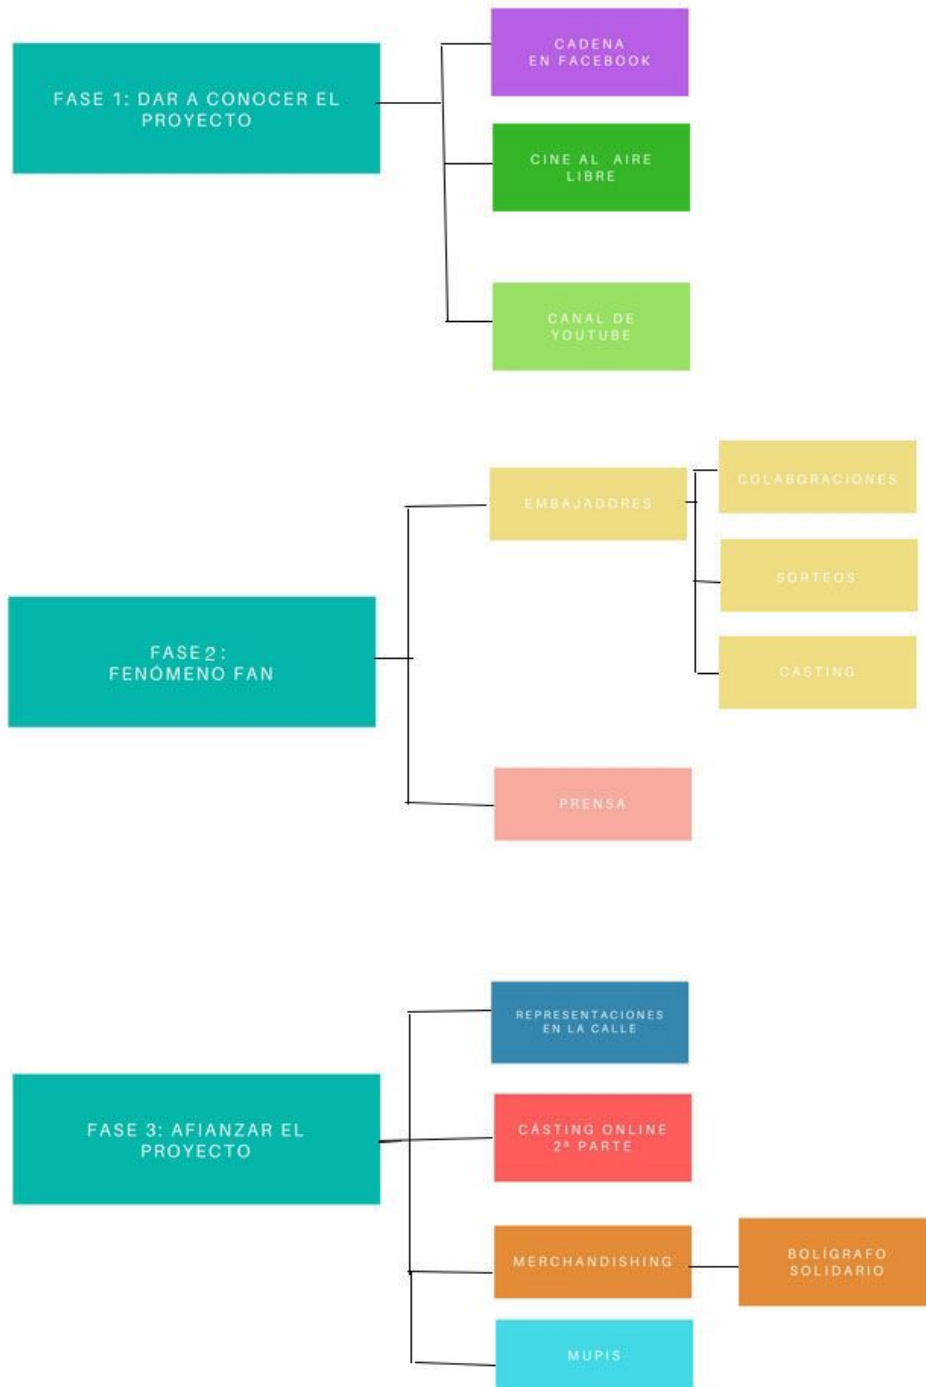 FASE 1: DAR A CONOCER EL
PROYECTO
CADENA
EN FACEBOOK
CINE AL AIRE
LIBRE
CANAL DE
YOUTUBE
FASE 2:
FENÓMENO FAN
EMBAJADORES
COLABORACIONES
SORTEOS
CASTING
PRENSA
FASE 3: AFIANZAR EL
PROYECTO
REPRESENTACIONES
EN LA CALLE
CÁSTING ONLINE
2ª PARTE
MERCHANDISHING
BOLÍGRAFO
SOLIDARIO
MUPIS